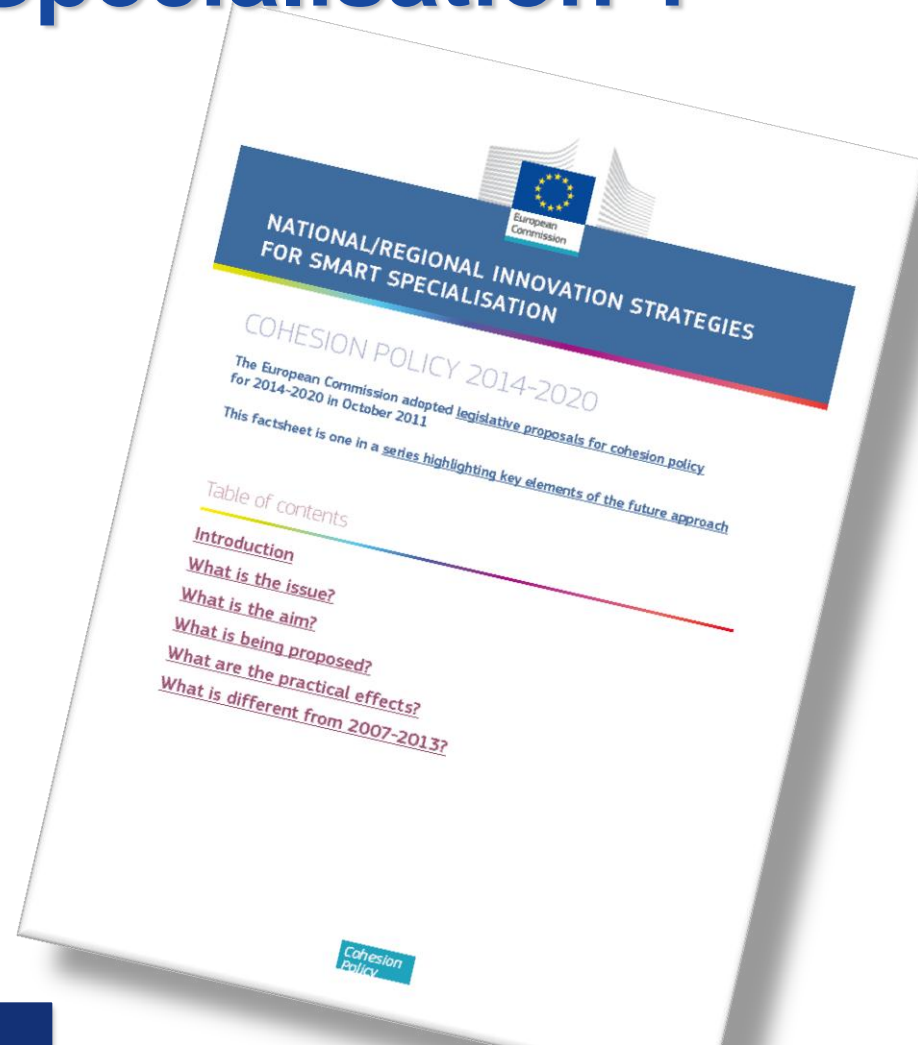 Specialisation ?
European
Commission
NATIONAL/REGIONAL INNOVATION STRATEGIES
FOR SMART SPECIALISATION
COHESION POLICY 2014-2020
The European Commission adopted legislative proposals for cohesion policy
for 2014-2020 in October 2011
This factsheet is one in a series highlighting key elements of the future approach
Table of contents
Introduction
What is the issue?
What is the aim?
What is being proposed?
What are the practical effects?
What is different from 2007-2013?
Cohesion
Policy